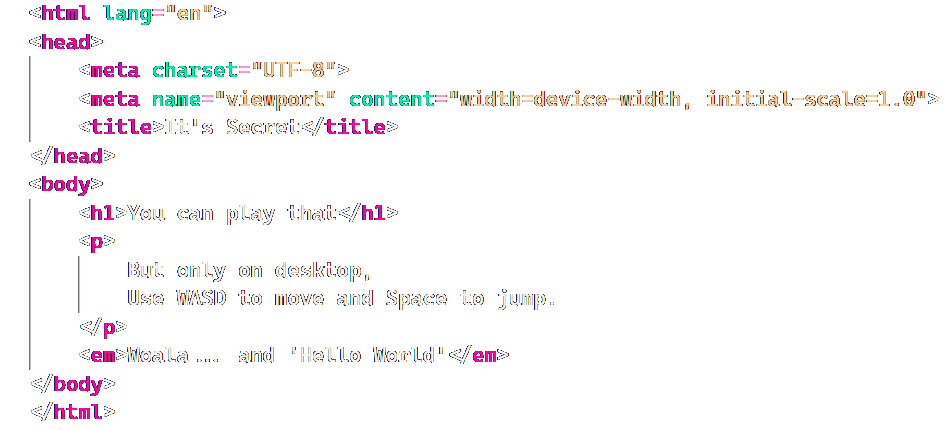 <html lang="en">
<head>
<meta charset="UTF-8">
<meta name="viewport" content="width=device-width, initial-scale=1.0">
<title>It's Secret</title>
</head>
<body>
<h1>You can play that</h1>
<p>
But only on desktop,
Use WASD to move and Space to jump.
</p>
<em>Woala... and 'Hello World'</em>
</body>
</html>